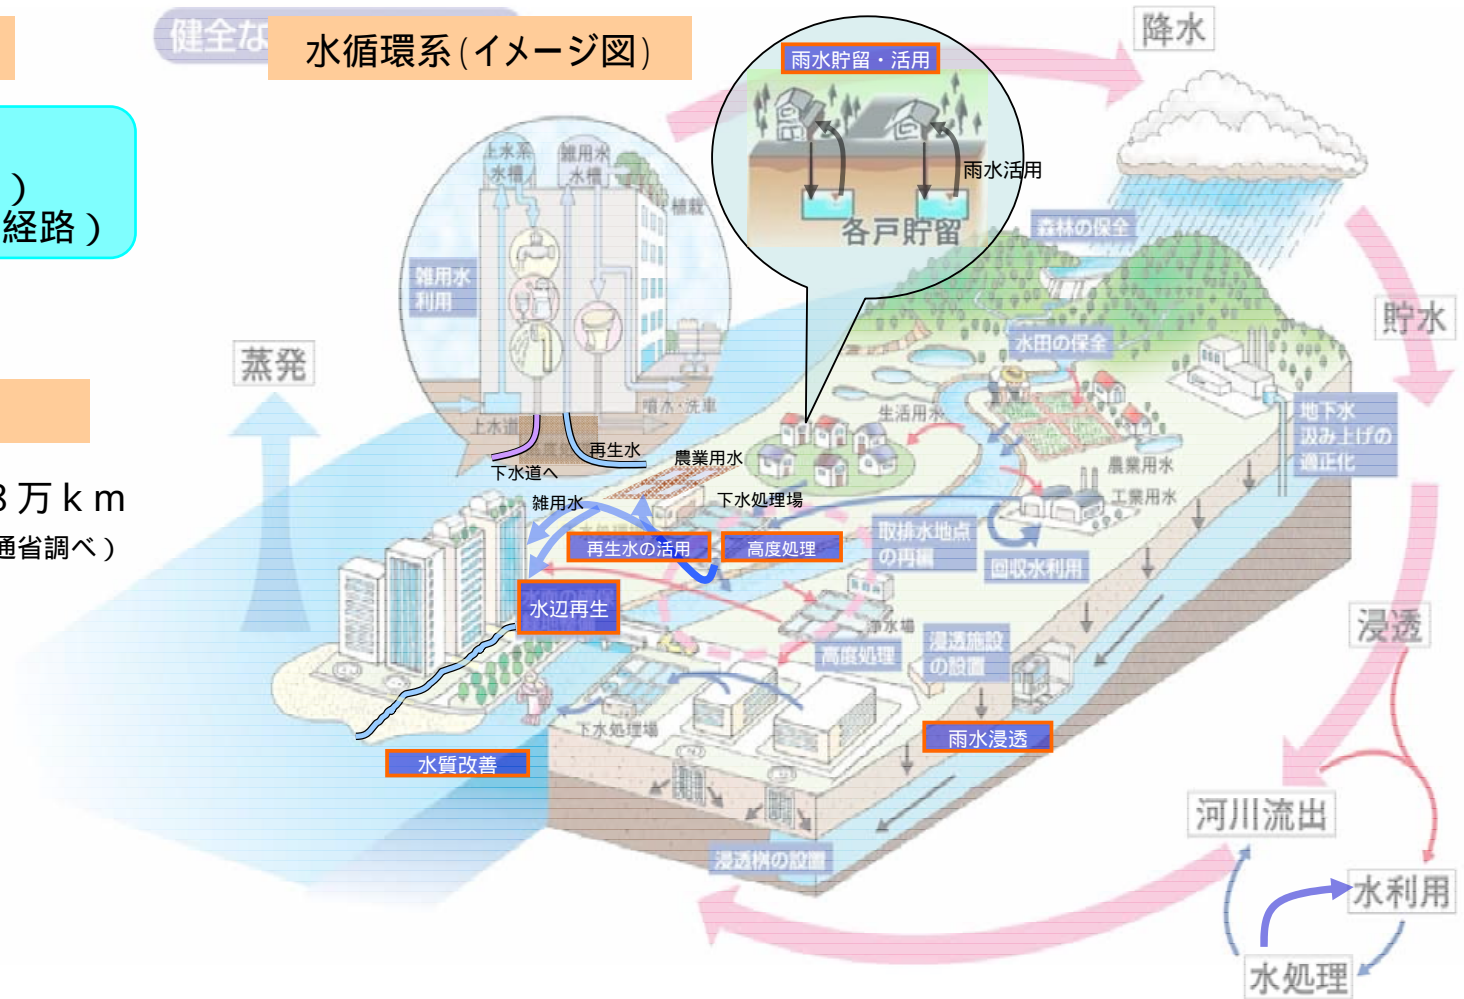 健全な
水循環系(イメージ図)
)
経路)
万km
通省調べ)
降水
雨水貯留・活用
雨水活用
各戸貯留
上水系
水槽
雑用水
水槽
植栽
雑用水
利用
噴水・洗車
上水道
再生水
下水道へ
森林の保全
貯水
水田の保全
蒸発
生活用水
地下水
汲み上げの
適正化
農業用水
農業用水
工業用水
雑用水
下水処理場
再生水の活用
高度処理
取排水地点
の再編
回収水利用
水辺再生
浄水場
高度処理
浸透施設
の設置
浸透
下水処理場
雨水浸透
水質改善
河川流出
浸透桝の設置
水利用
水処理